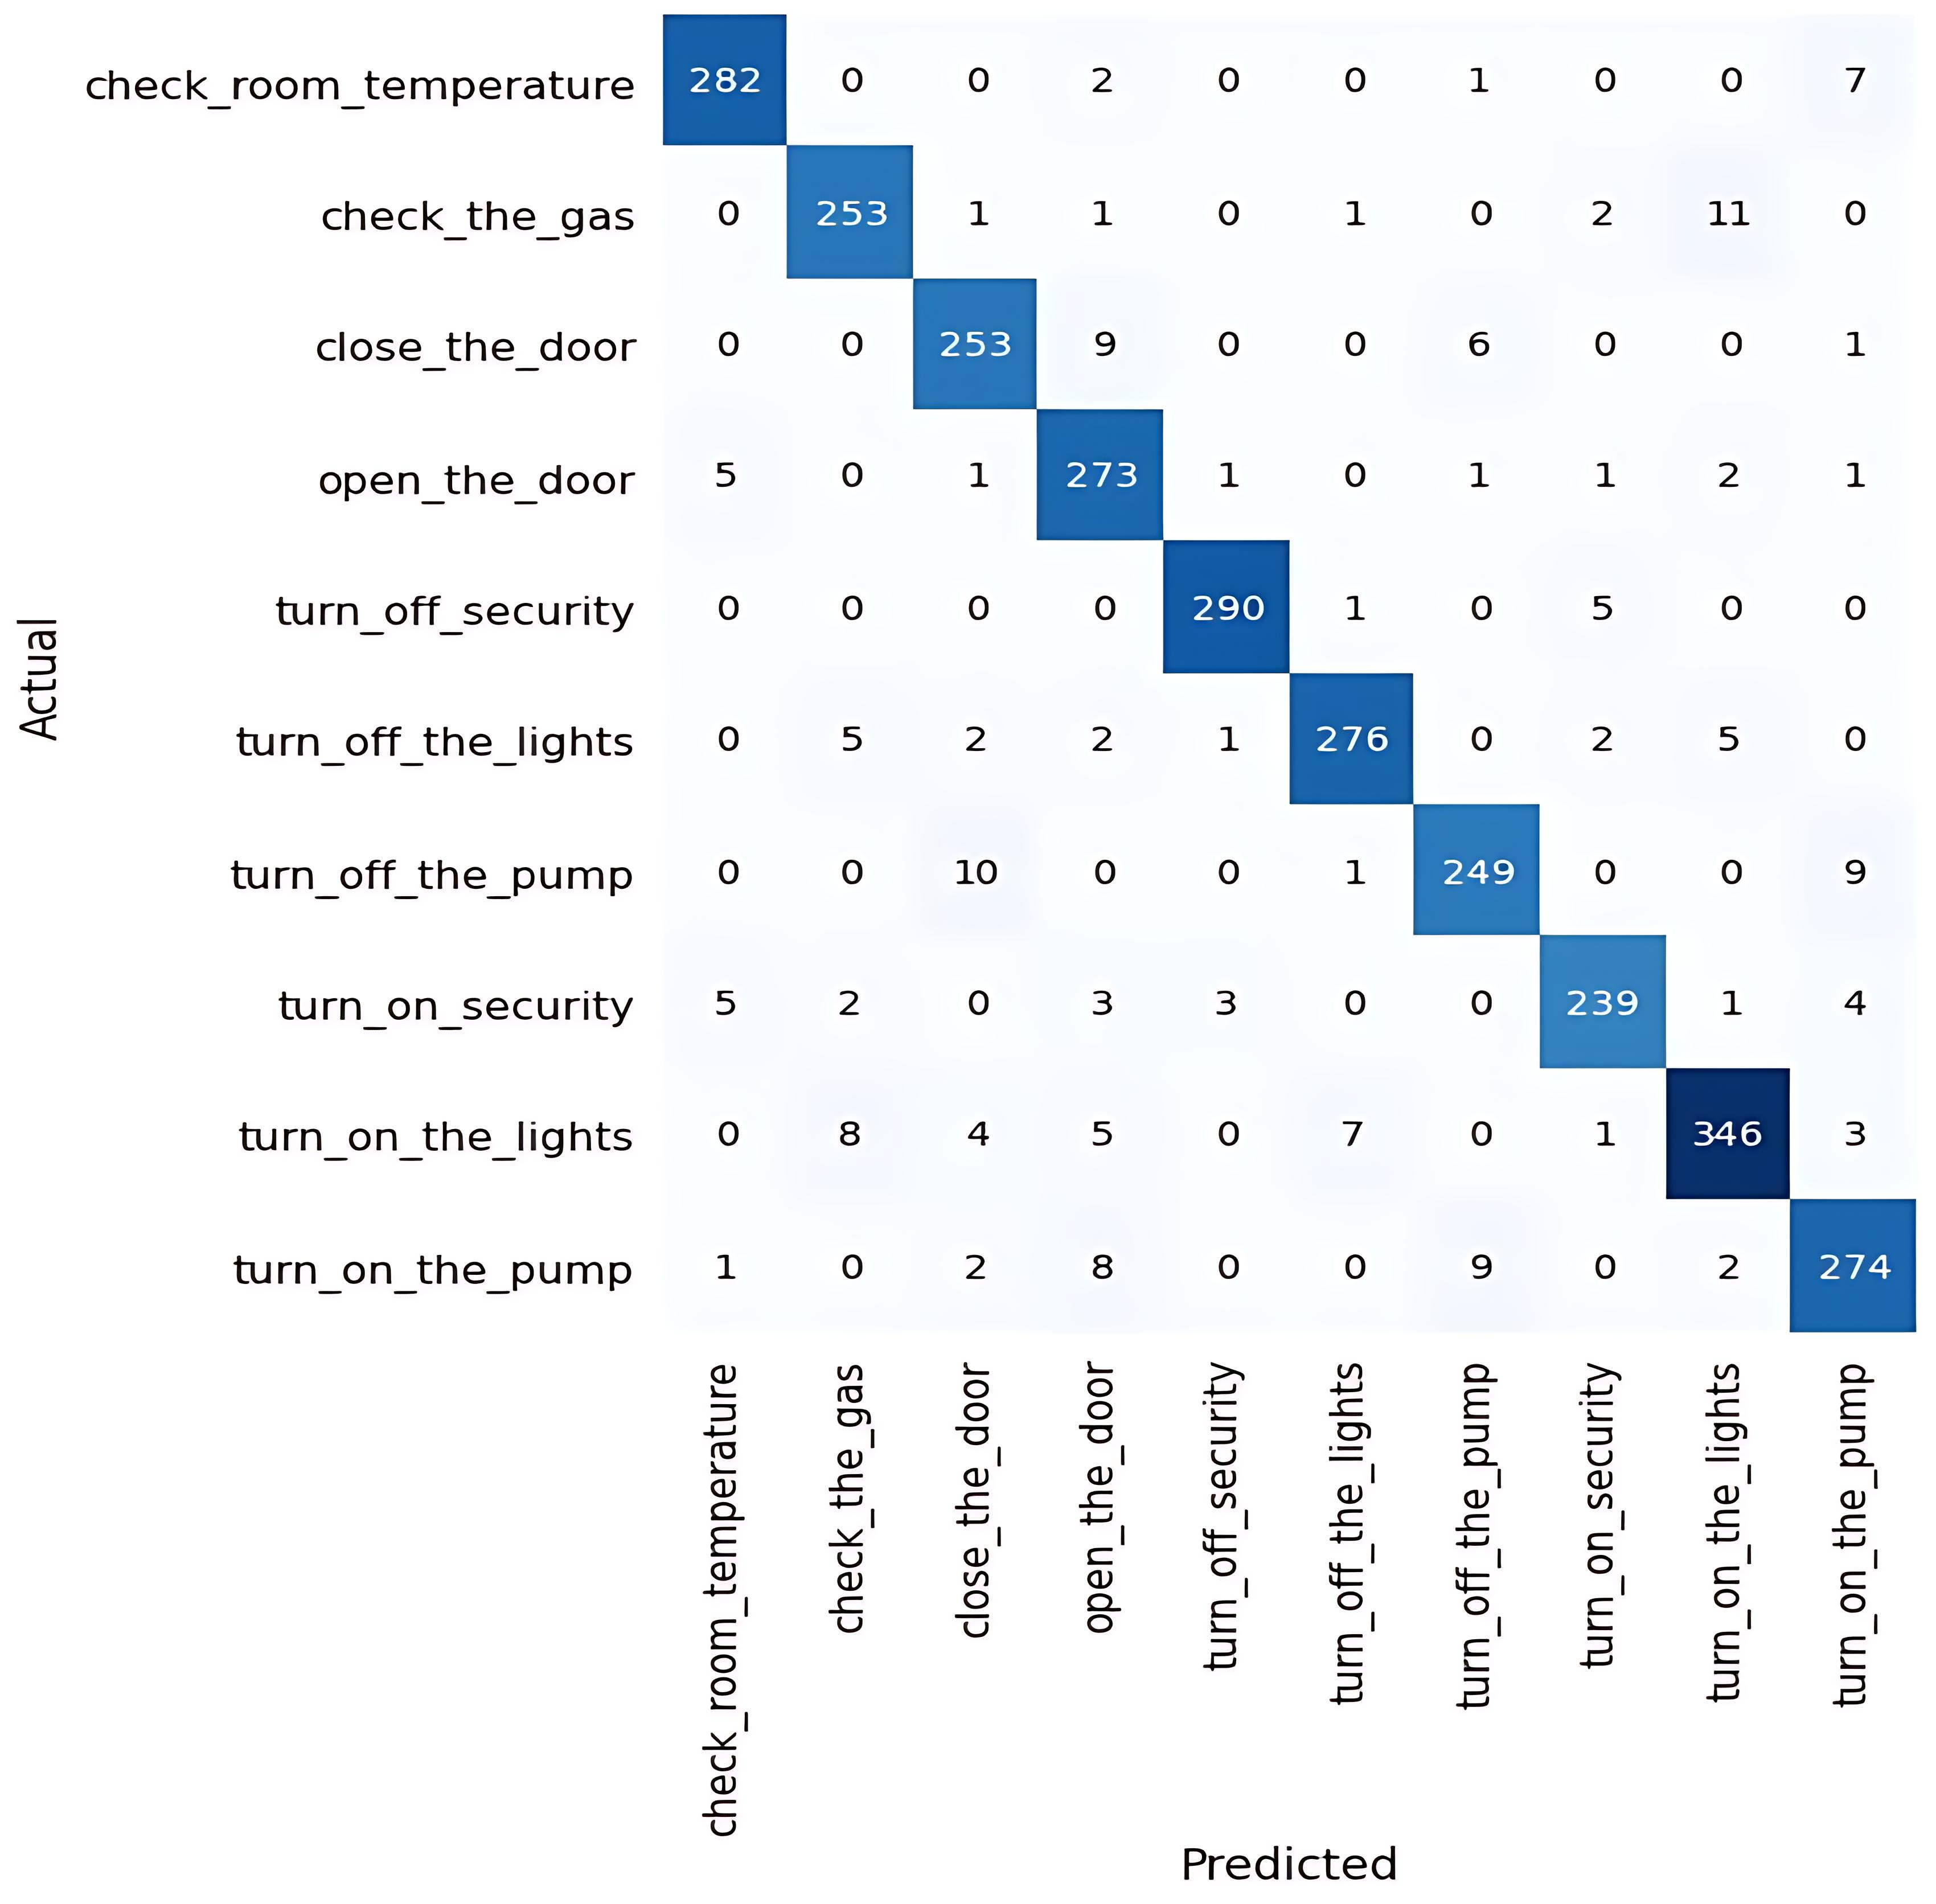 check_room_temperature 282 0 0 2 0 0 1 0 0 7
check_the_gas 0 253 1 1 0 1 0 2 11 0
close_the_door 0 0 253 9 0 0 6 0 0 1
open_the_door 5 0 1 273 1 0 1 1 2 1
turn_off_security 0 0 0 0 290 1 0 5 0 0
turn_off_the_lights 0 5 2 2 1 276 0 2 5 0
turn_off_the_pump 0 0 10 0 0 1 249 0 0 9
turn_on_security 5 2 0 3 3 0 0 239 1 4
turn_on_the_lights 0 8 4 5 0 7 0 1 346 3
turn_on_the_pump 1 0 2 8 0 0 9 0 2 274
Actual
check_room_temperature
check_the_gas
close_the_door
open_the_door
turn_off_security
turn_off_the_lights
turn_off_the_pump
turn_on_security
turn_on_the_lights
turn_on_the_pump
Predicted